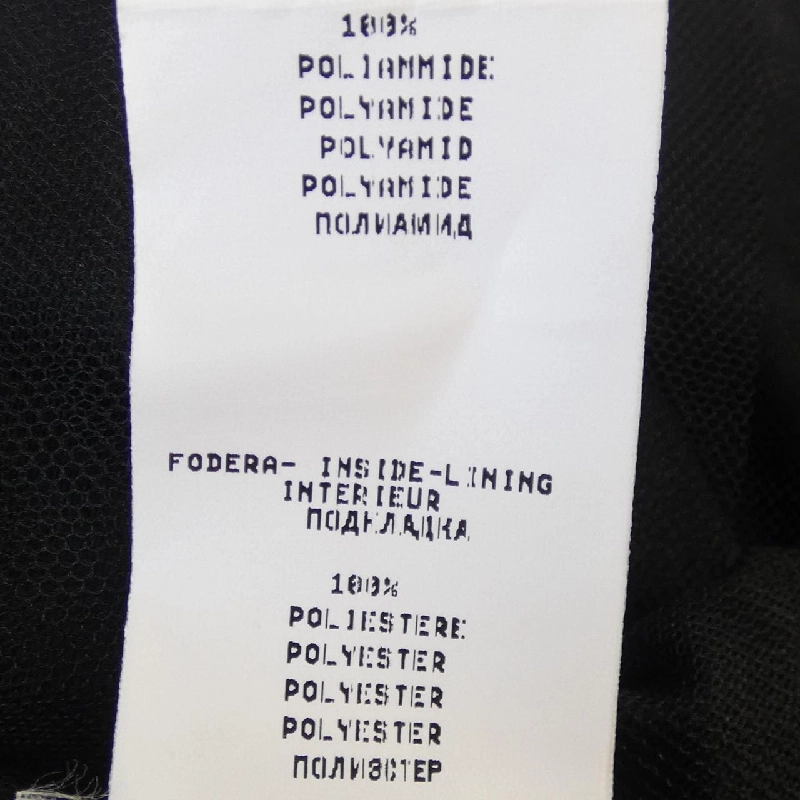 100%
POLIAMMIDE
POLYAMIDE
POLYAMID
POLYAMIDE
ПОЛИАМИД
FODERA- INSIDE-LINING
INTERIEUR
ПОДКЛАДКА
100%
POLIESTERE
POLYESTER
POLYESTER
POLYESTER
ПОЛИЭСТЕР